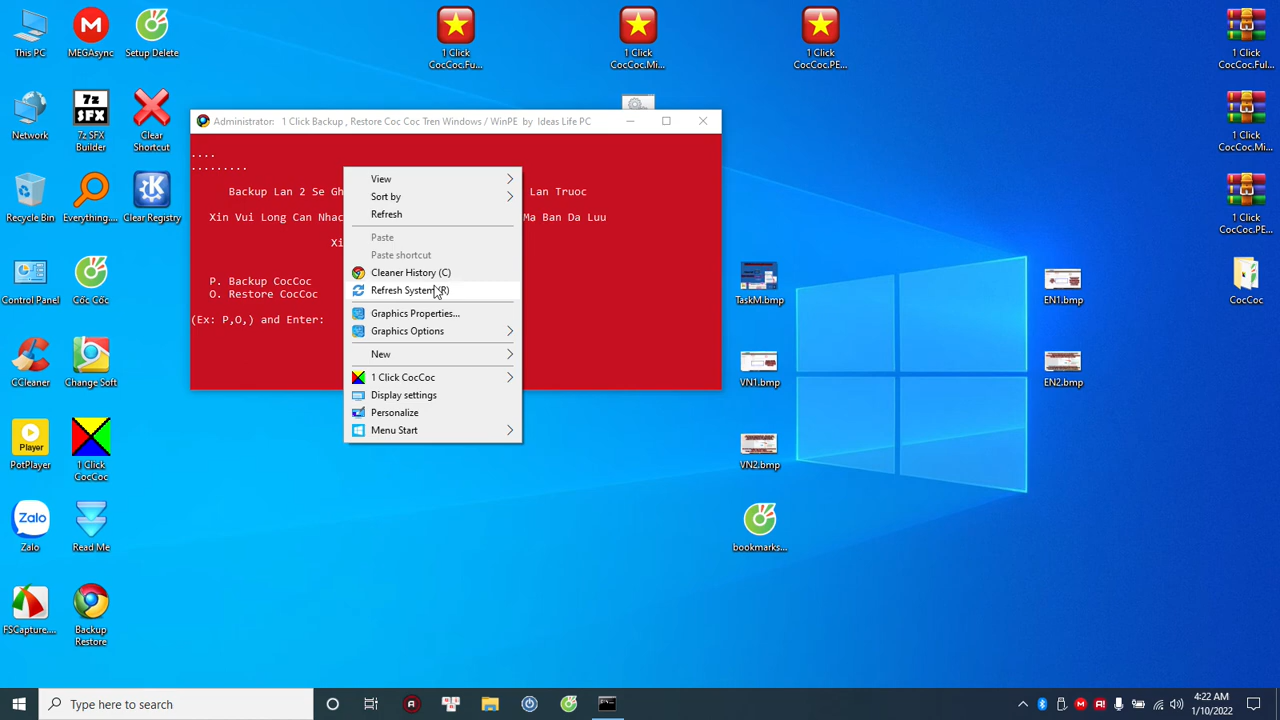 This PC
MEGAsync
Setup Delete
1 Click
CocCoc.Fu...
1 Click
CocCoc.Mi...
1 Click
CocCoc.PE...
1 Click
CocCoc.Ful...
Network
7z SFX
Builder
Clear
Shortcut
1 Click
CocCoc.Mi...
Recycle Bin
Everything....
Clear Registry
1 Click
CocCoc.PE...
Control Panel
Cốc Cốc
CocCoc
CCleaner
Change Soft
PotPlayer
1 Click
CocCoc
Zalo
Zalo
Read Me
FSCapture....
Backup
Restore
Administrator: 1 Click Backup , Restore Coc Coc Tren Windows / WinPE by Ideas Life PC
....
.........
Backup Lan 2 Se Gh
Lan Truoc
Xin Vui Long Can Nhac
Ma Ban Da Luu
Xi
P. Backup CocCoc
O. Restore CocCoc
(Ex: P,O,) and Enter:
View
Sort by
Refresh
Paste
Paste shortcut
Cleaner History (C)
Refresh System (R)
Graphics Properties...
Graphics Options
New
1 Click CocCoc
Display settings
Personalize
Menu Start
TaskM.bmp
EN1.bmp
VN1.bmp
EN2.bmp
VN2.bmp
bookmarks...
Type here to search
4:22 AM
1/10/2022